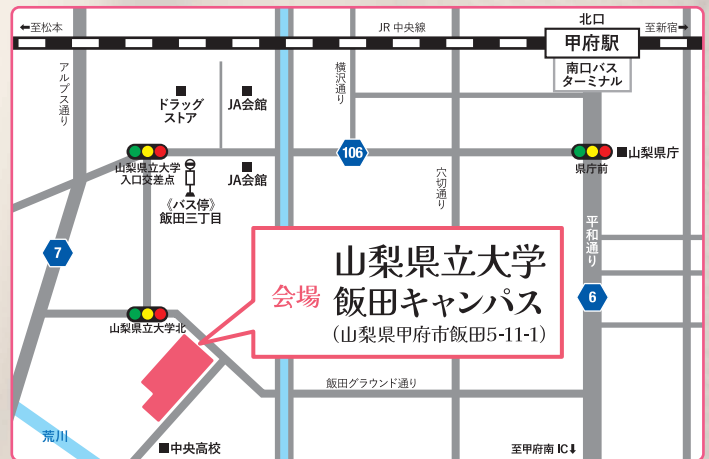 ←至松本
JR 中央線
北口
至新宿➡
甲府駅
南口バス
ターミナル
アルプス通り
横沢通り
ドラッグ
ストア
JA会館
106
山梨県庁
山梨県立大学
入口交差点
JA会館
県庁前
穴切通り
《バス停》
飯田三丁目
平和通り
7
会場
山梨県立大学
飯田キャンパス
(山梨県甲府市飯田5-11-1)
6
山梨県立大学北
飯田グラウンド通り
荒川
中央高校
至甲府南 IC⬇